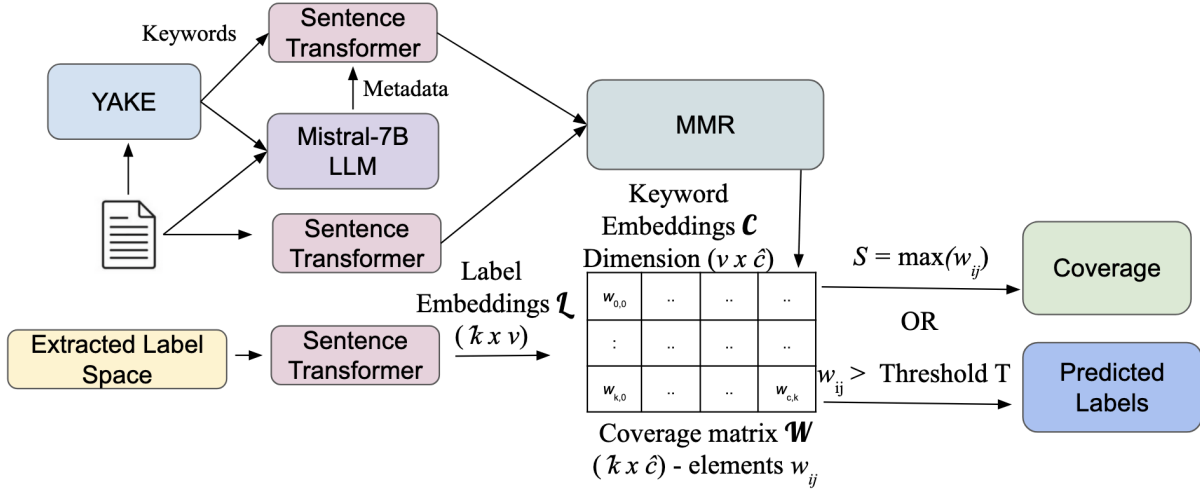 Keywords
Sentence
Transformer
YAKE
Metadata
Mistral-7B
LLM
MMR
Sentence
Transformer
Keyword
Embeddings 𝓒
Dimension (v x ĉ)
Label
Embeddings 𝓛
(k̂ x v)
Extracted Label
Space
Sentence
Transformer
w0,0 .. .. ..
: .. ..
wk,0 .. .. wc,k
Coverage matrix 𝓦
(k̂ x ĉ) - elements wij
S = max(wij)
Coverage
OR
wij > Threshold T
Predicted
Labels